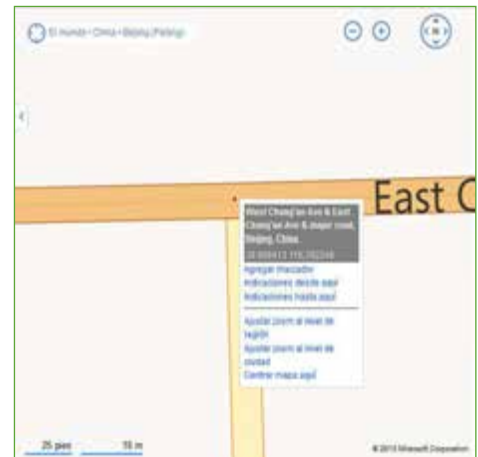 El mundo • China • Beijing (Peking)
East C
West Chang'an Ave & East
Chang'an Ave & major road,
Beijing, China.
Agregar marcador
Indicaciones desde aquí
Indicaciones hasta aquí
Ajustar zoom al nivel de
región
Ajustar zoom al nivel de
ciudad
Centrar mapa aquí
25 pies 10 m
Microsoft Corporation